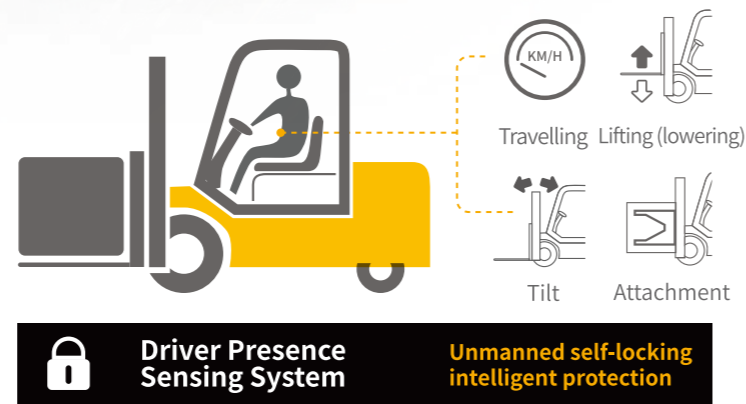 KM/H
Travelling
Lifting (lowering)
Tilt
Attachment
Driver Presence
Sensing System
Unmanned self-locking
intelligent protection